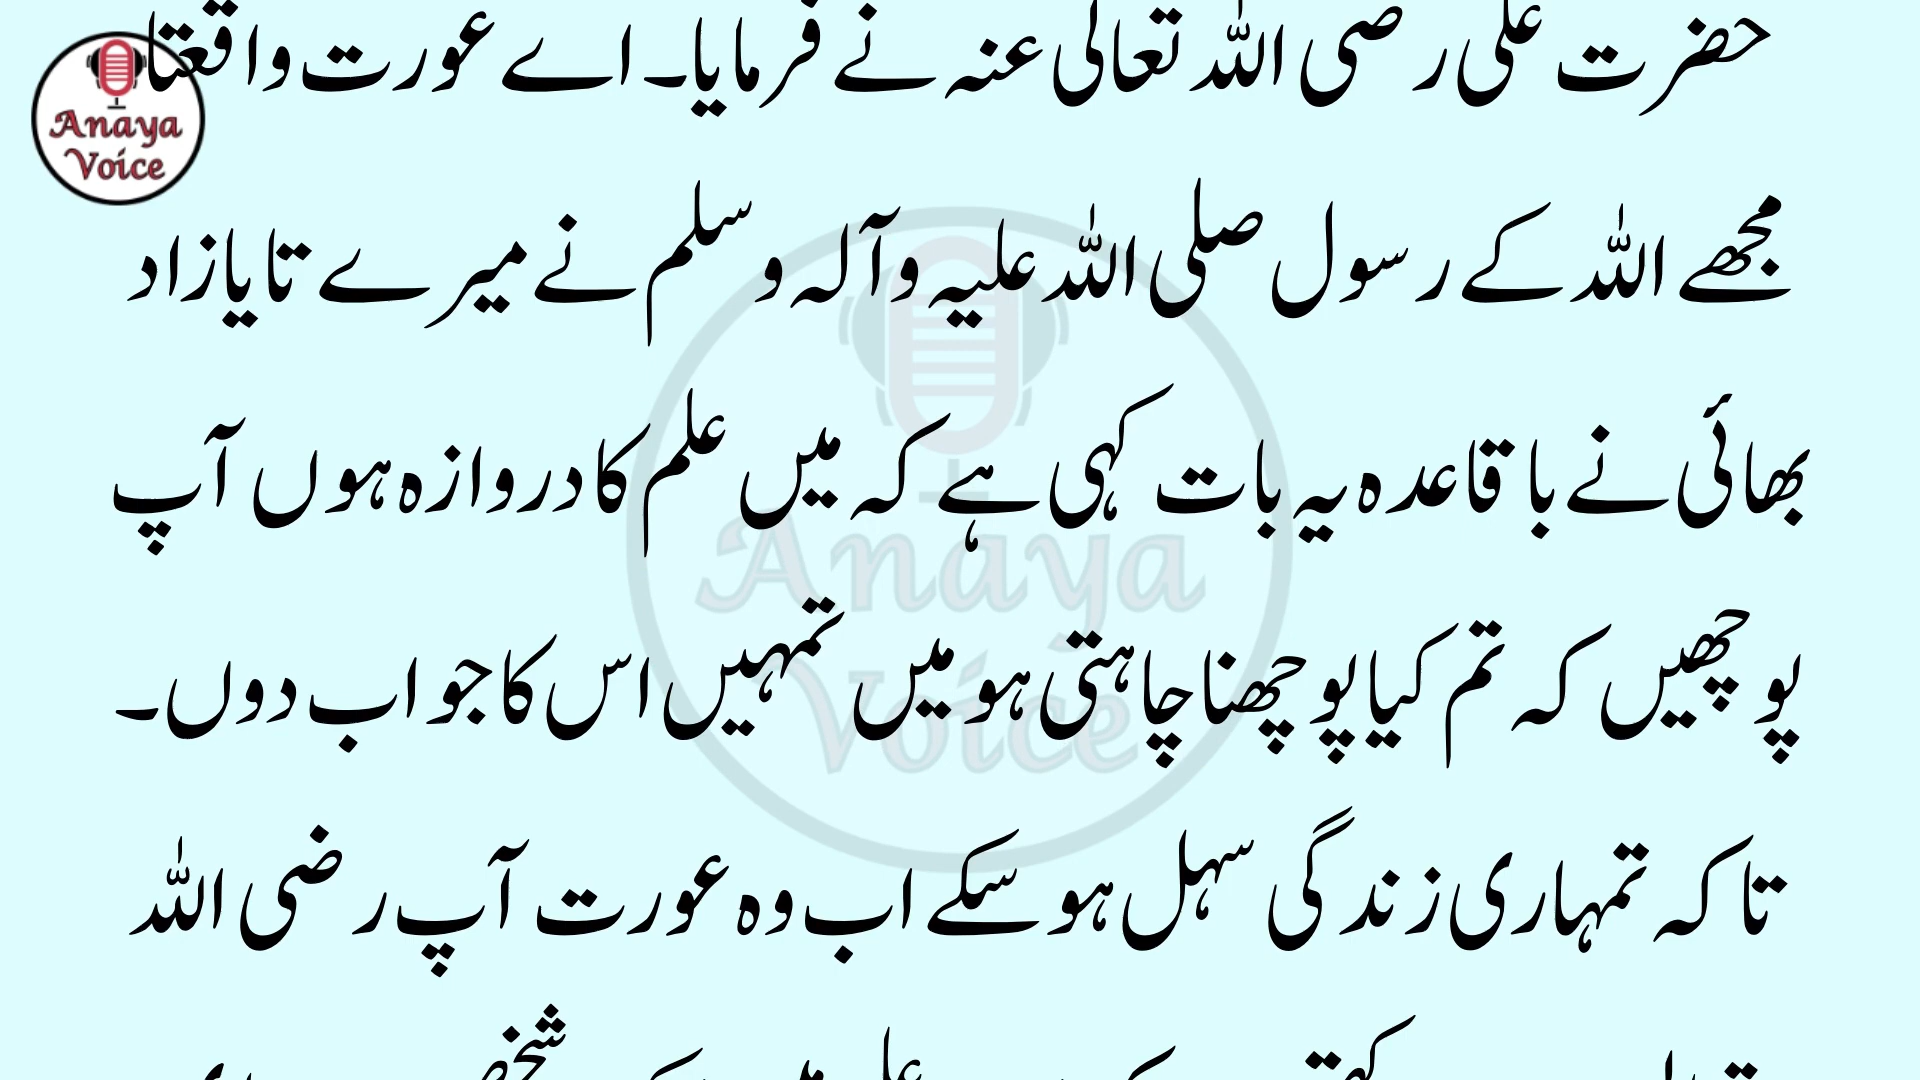 حضرت علی رضی اللہ تعالی عنہ نے فرمایا۔ اے عورت واقعتا
Anaya
Voice
مجھے اللہ کے رسول صلی اللہ علیہ وآلہ وسلم نے میرے تایازاد
بھائی نے باقاعدہ یہ بات کہی ہے کہ میں علم کا دروازہ ہوں آپ
پوچھیں کہ تم کیا پوچھنا چاہتی ہو میں تمہیں اس کا جواب دوں۔
تاکہ تمہاری زندگی سہل ہو سکے اب وہ عورت آپ رضی اللہ
Anaya
Voice